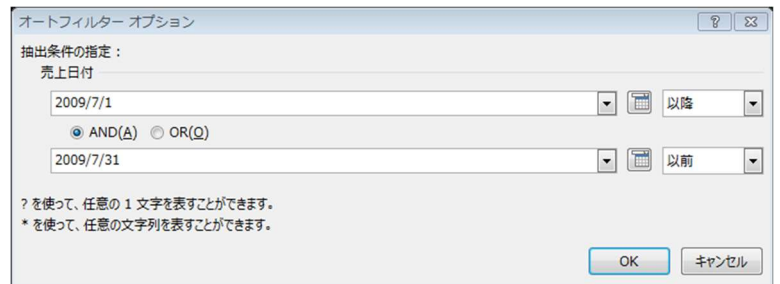 オートフィルター オプション
抽出条件の指定：
売上日付
2009/7/1 以降
AND(A) OR(O)
2009/7/31 以前
? を使って、任意の 1 文字を表すことができます。
* を使って、任意の文字列を表すことができます。
OK キャンセル